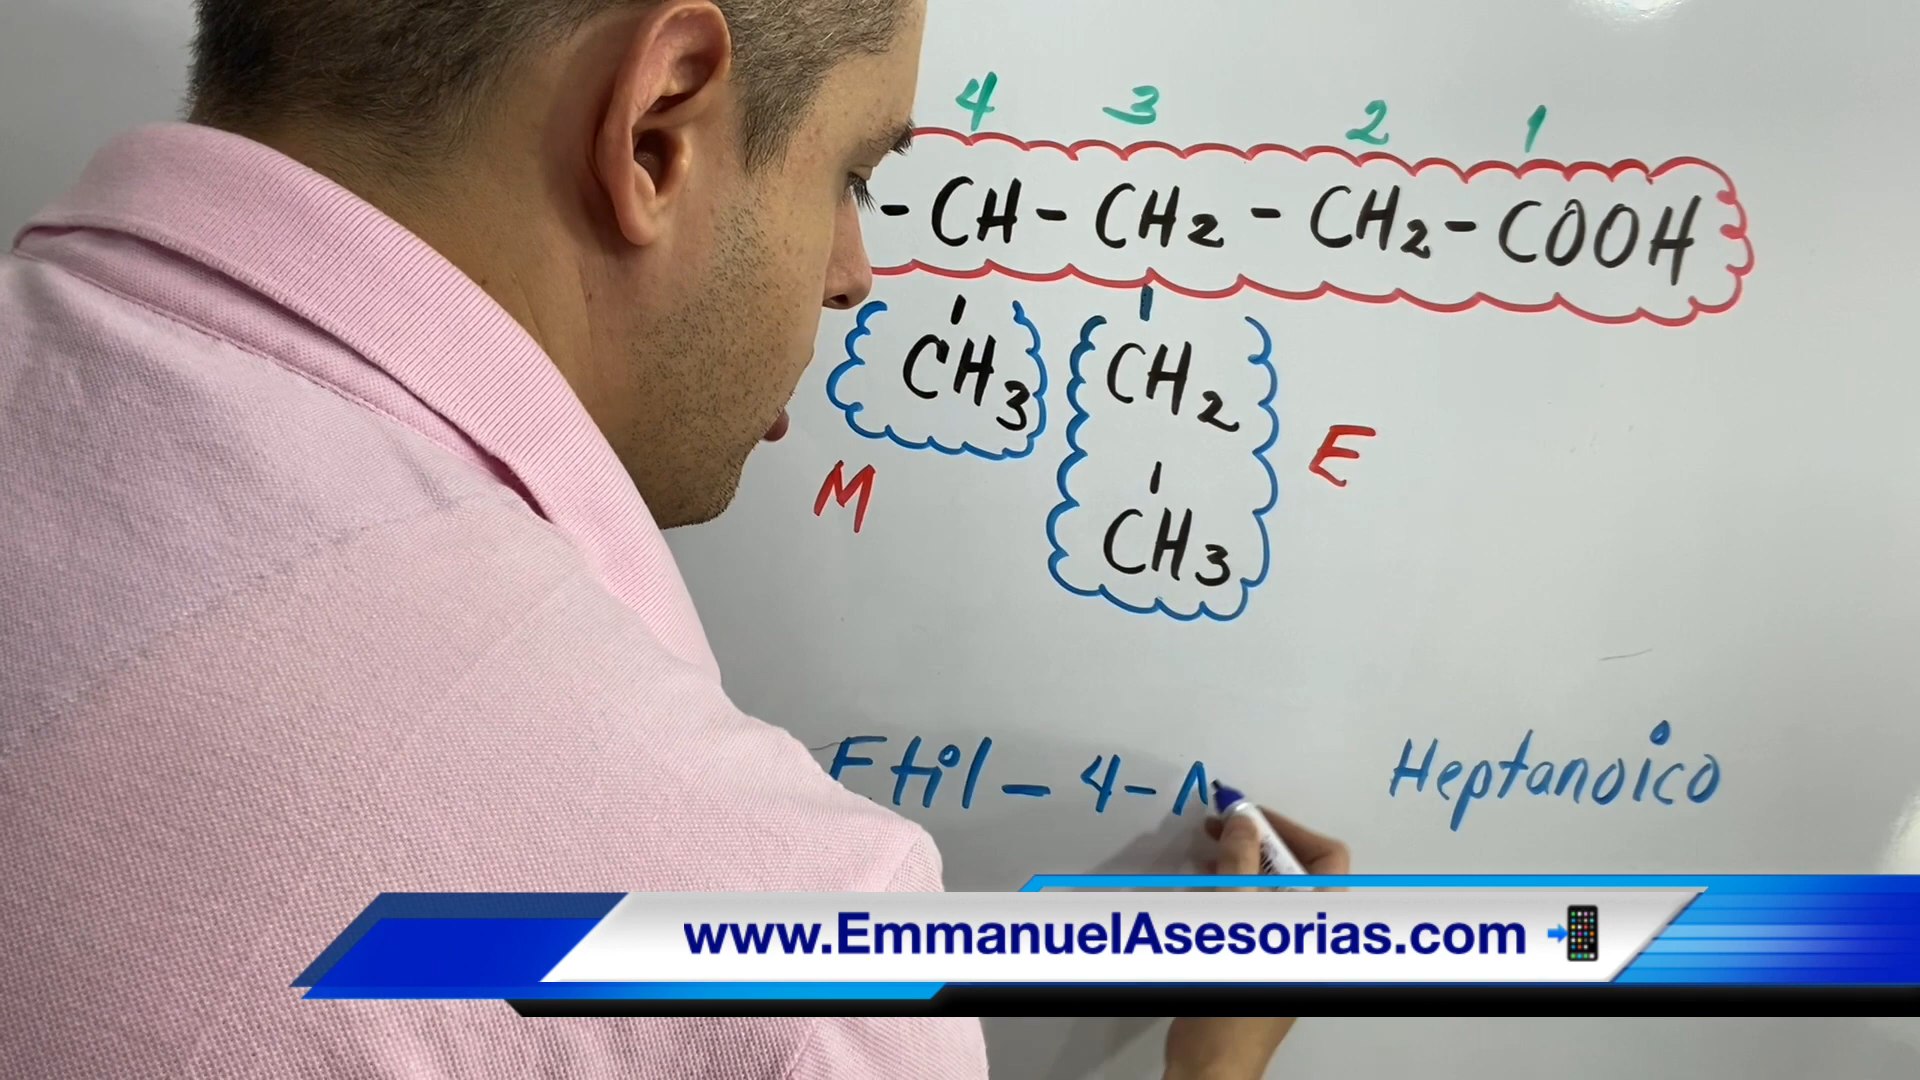 4 3 2 1
- CH - CH2 - CH2 - COOH
CH3 CH2
M E
CH3
Etil - 4 - Heptanoico
www.EmmanuelAsesorias.com